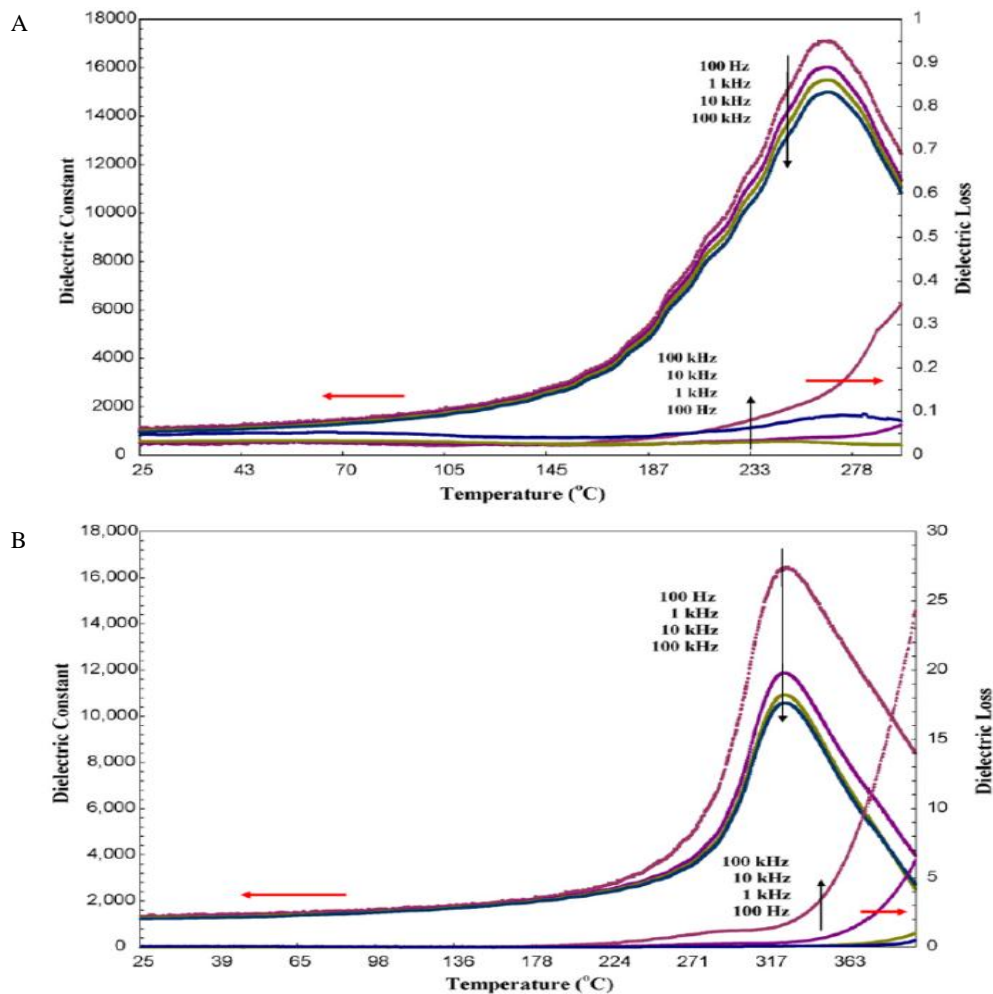 A
18000
16000
14000
12000
10000
8000
6000
4000
2000
0
Dielectric Constant
100 Hz
1 kHz
10 kHz
100 kHz
100 kHz
10 kHz
1 kHz
100 Hz
1
0.9
0.8
0.7
0.6
0.5
0.4
0.3
0.2
0.1
0
Dielectric Loss
25 43 70 105 145 187 233 278
Temperature (°C)
B
18,000
16,000
14,000
12,000
10,000
8,000
6,000
4,000
2,000
0
Dielectric Constant
100 Hz
1 kHz
10 kHz
100 kHz
100 kHz
10 kHz
1 kHz
100 Hz
30
25
20
15
10
5
0
Dielectric Loss
25 39 65 98 136 178 224 271 317 363
Temperature (°C)